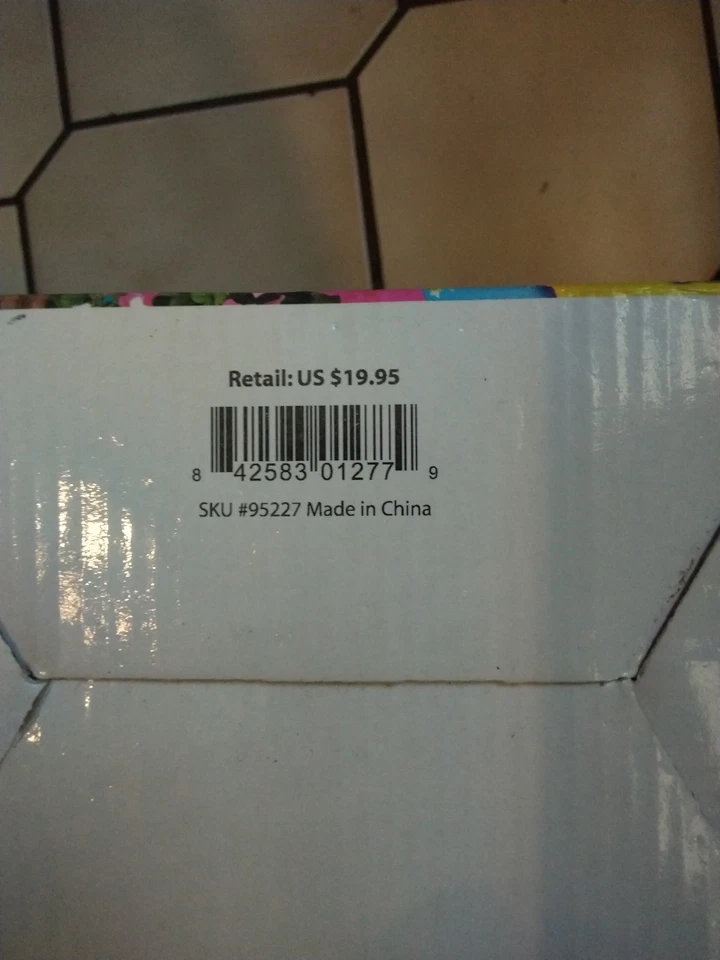 Retail: US $19.95
8 42583 01277 9
SKU #95227 Made in China